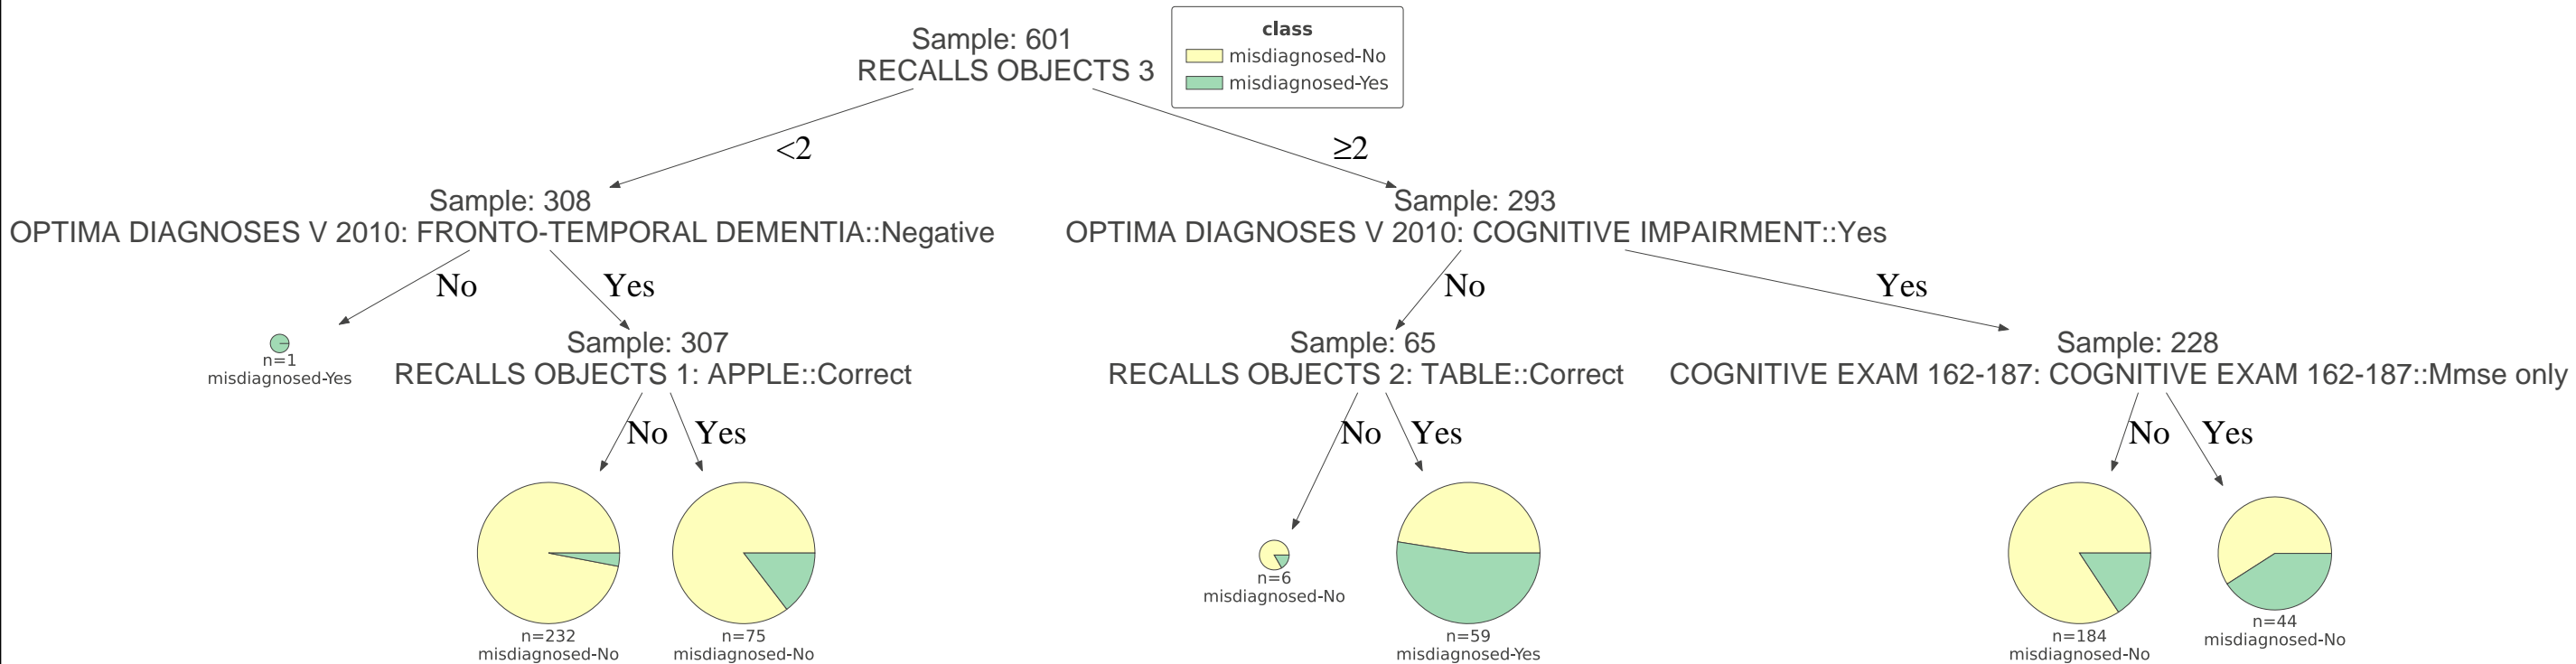 Sample: 601
RECALLS OBJECTS 3
class
misdiagnosed-No
misdiagnosed-Yes
<2
≥2
Sample: 308
OPTIMA DIAGNOSES V 2010: FRONTO-TEMPORAL DEMENTIA::Negative
Sample: 293
OPTIMA DIAGNOSES V 2010: COGNITIVE IMPAIRMENT::Yes
No
Yes
No
Yes
n=1
misdiagnosed-Yes
Sample: 307
RECALLS OBJECTS 1: APPLE::Correct
Sample: 65
RECALLS OBJECTS 2: TABLE::Correct
Sample: 228
COGNITIVE EXAM 162-187: COGNITIVE EXAM 162-187::Mmse only
No
Yes
No
Yes
No
Yes
n=232
misdiagnosed-No
n=75
misdiagnosed-No
n=6
misdiagnosed-No
n=59
misdiagnosed-Yes
n=184
misdiagnosed-No
n=44
misdiagnosed-No